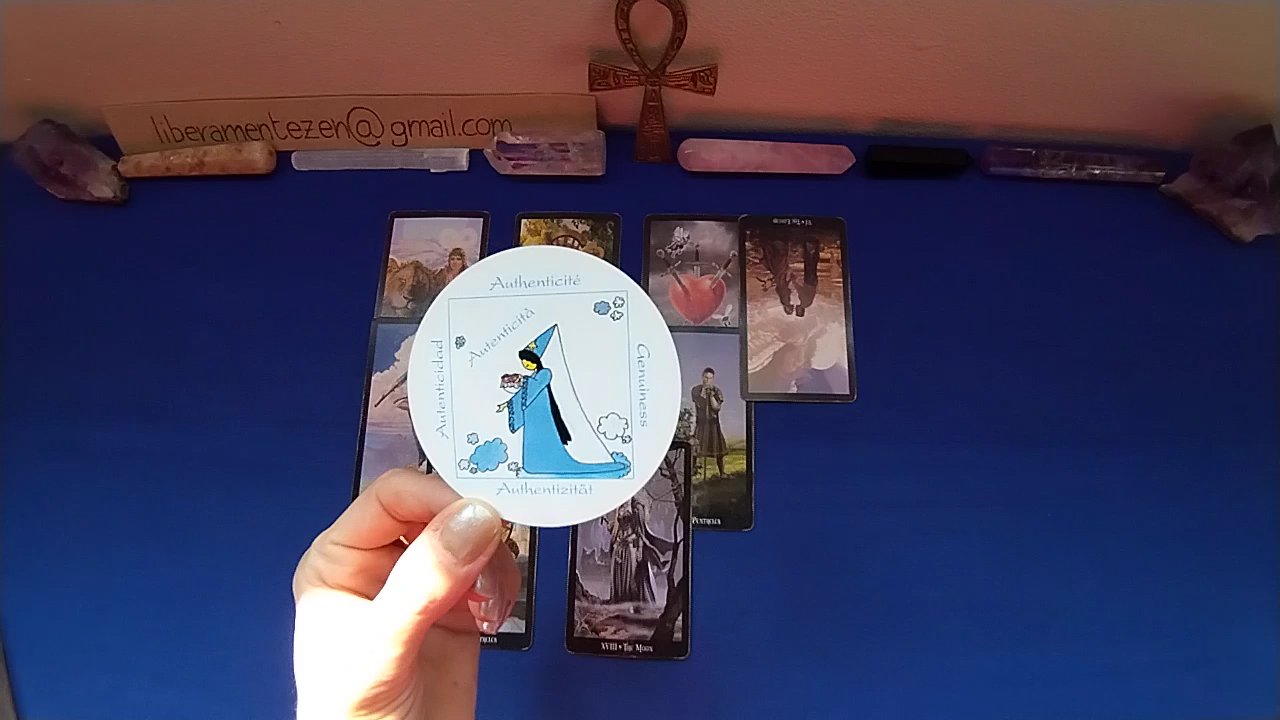 liberamentezen@gmail.com
Authenticité
Autenticità
Autenticidad
Genuiness
Authentizität
XVIII • The Moon